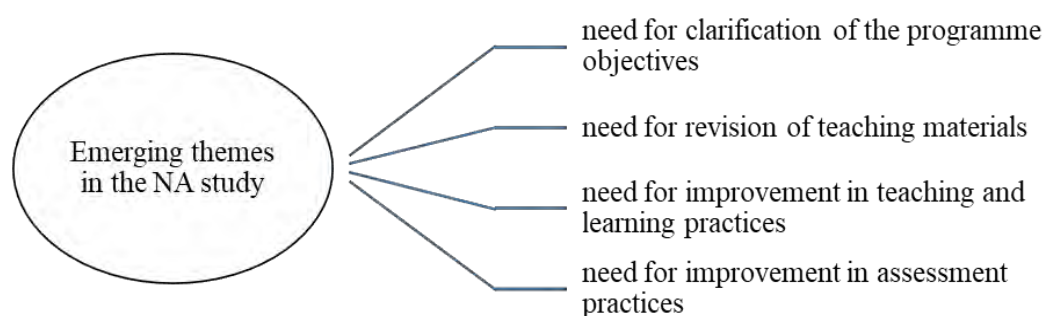 Emerging themes
in the NA study
need for clarification of the programme
objectives
need for revision of teaching materials
need for improvement in teaching and
learning practices
need for improvement in assessment
practices